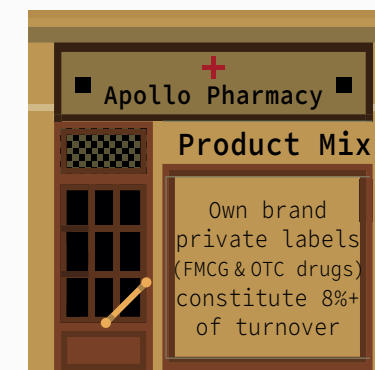 Apollo Pharmacy
Product Mix
Own brand
private labels
(FMCG & OTC drugs)
constitute 8%+
of turnover